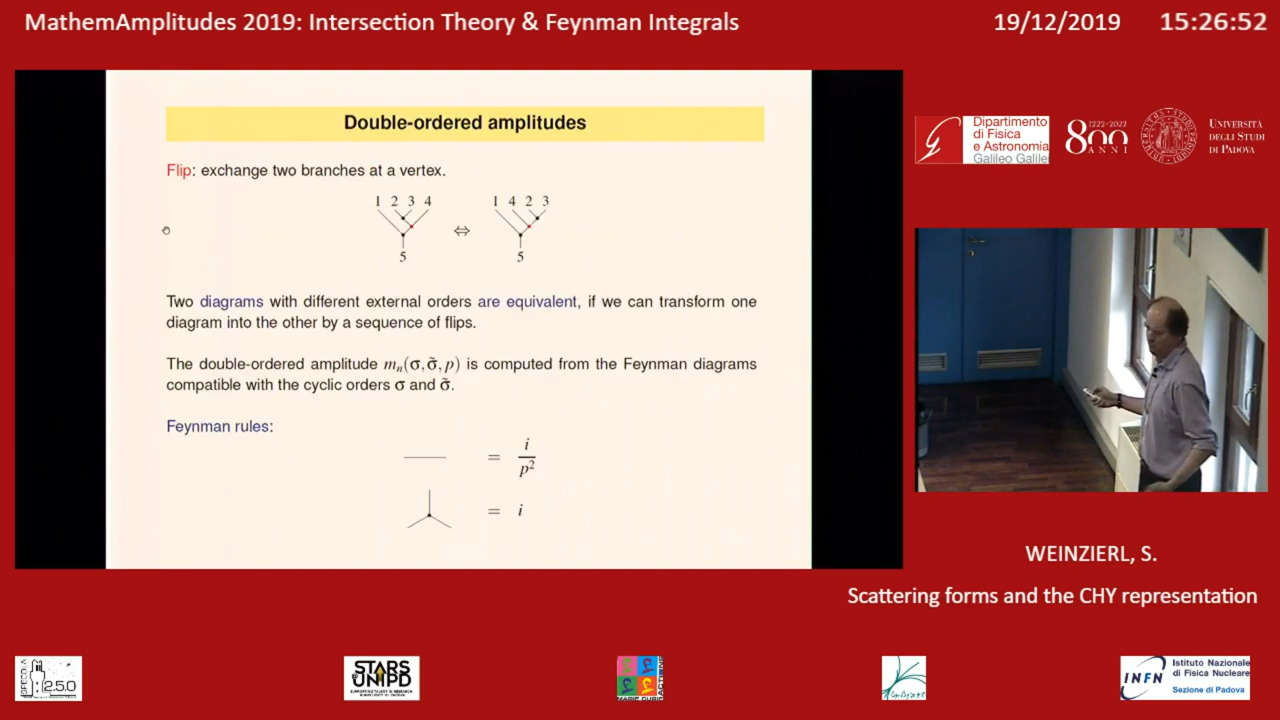 MathemAmplitudes 2019: Intersection Theory & Feynman Integrals
19/12/2019 15:26:52
Double-ordered amplitudes
Flip: exchange two branches at a vertex.
1 2 3 4
1 4 2 3
⇔
5
5
Two diagrams with different external orders are equivalent, if we can transform one
diagram into the other by a sequence of flips.
The double-ordered amplitude mₙ(σ,σ̃,p) is computed from the Feynman diagrams
compatible with the cyclic orders σ and σ̃.
Feynman rules:
= i/p²
= i
Dipartimento
di Fisica
e Astronomia
Galileo Galile
1222-2022
800
ANNI
UNIVERSITÀ
DEGLI STUDI
DI PADOVA
WEINZIERL, S.
Scattering forms and the CHY representation
SPECOLA
250
STARS
UNIPD
INFN
Istituto Nazionale
di Fisica Nucleare
Sezione di Padova